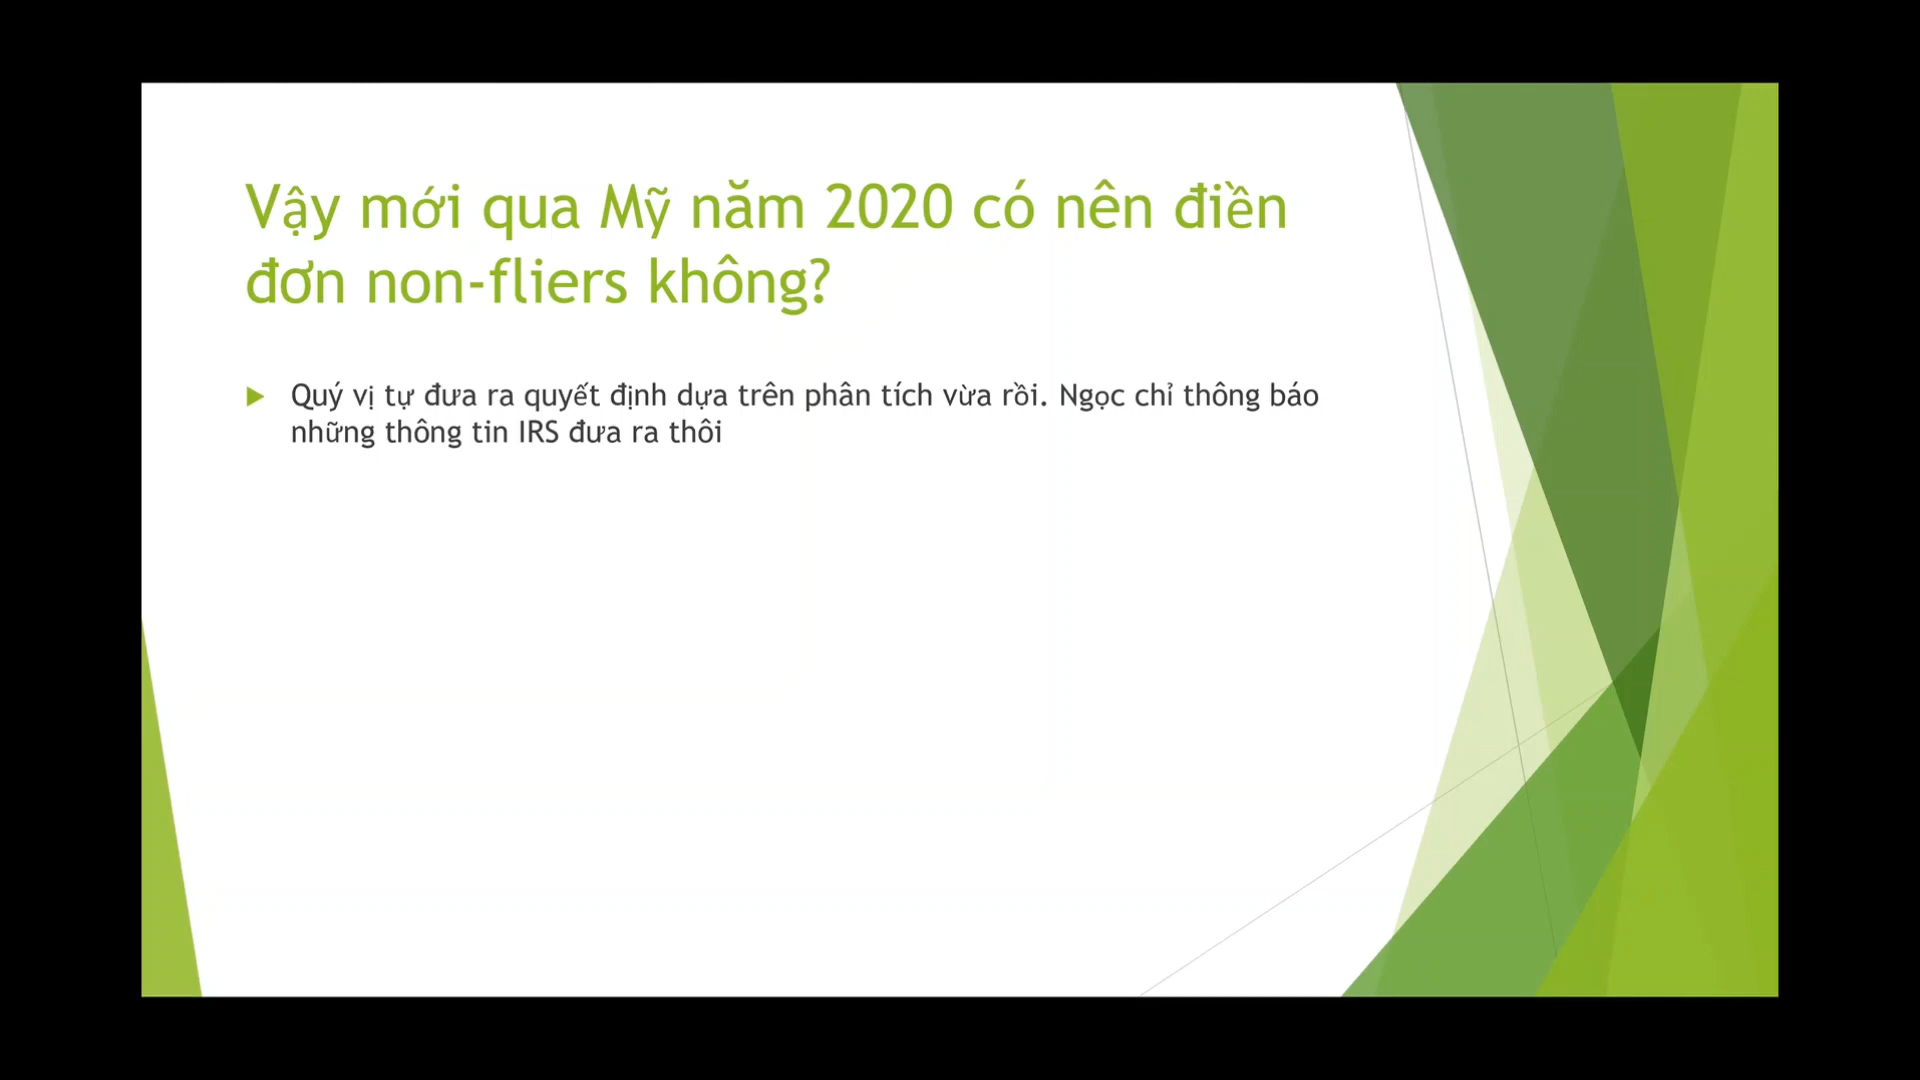 Vậy mới qua Mỹ năm 2020 có nên điền
đơn non-fliers không?
Quý vị tự đưa ra quyết định dựa trên phân tích vừa rồi. Ngọc chỉ thông báo
những thông tin IRS đưa ra thôi